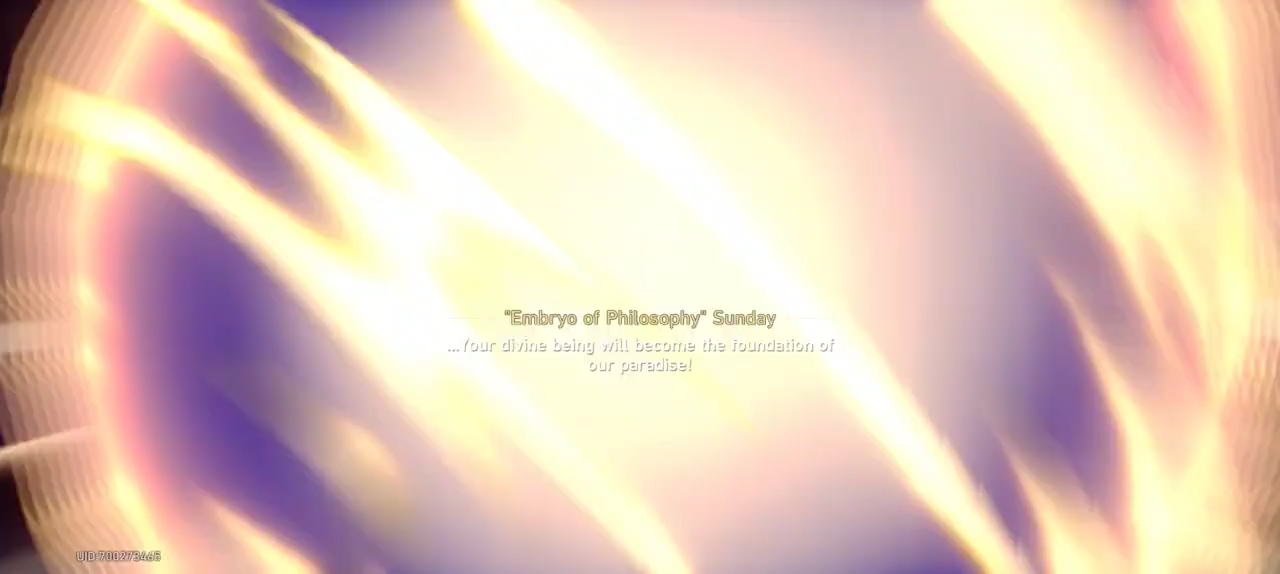 "Embryo of Philosophy" Sunday
...Your divine being will become the foundation of
our paradise!
UID:700273465